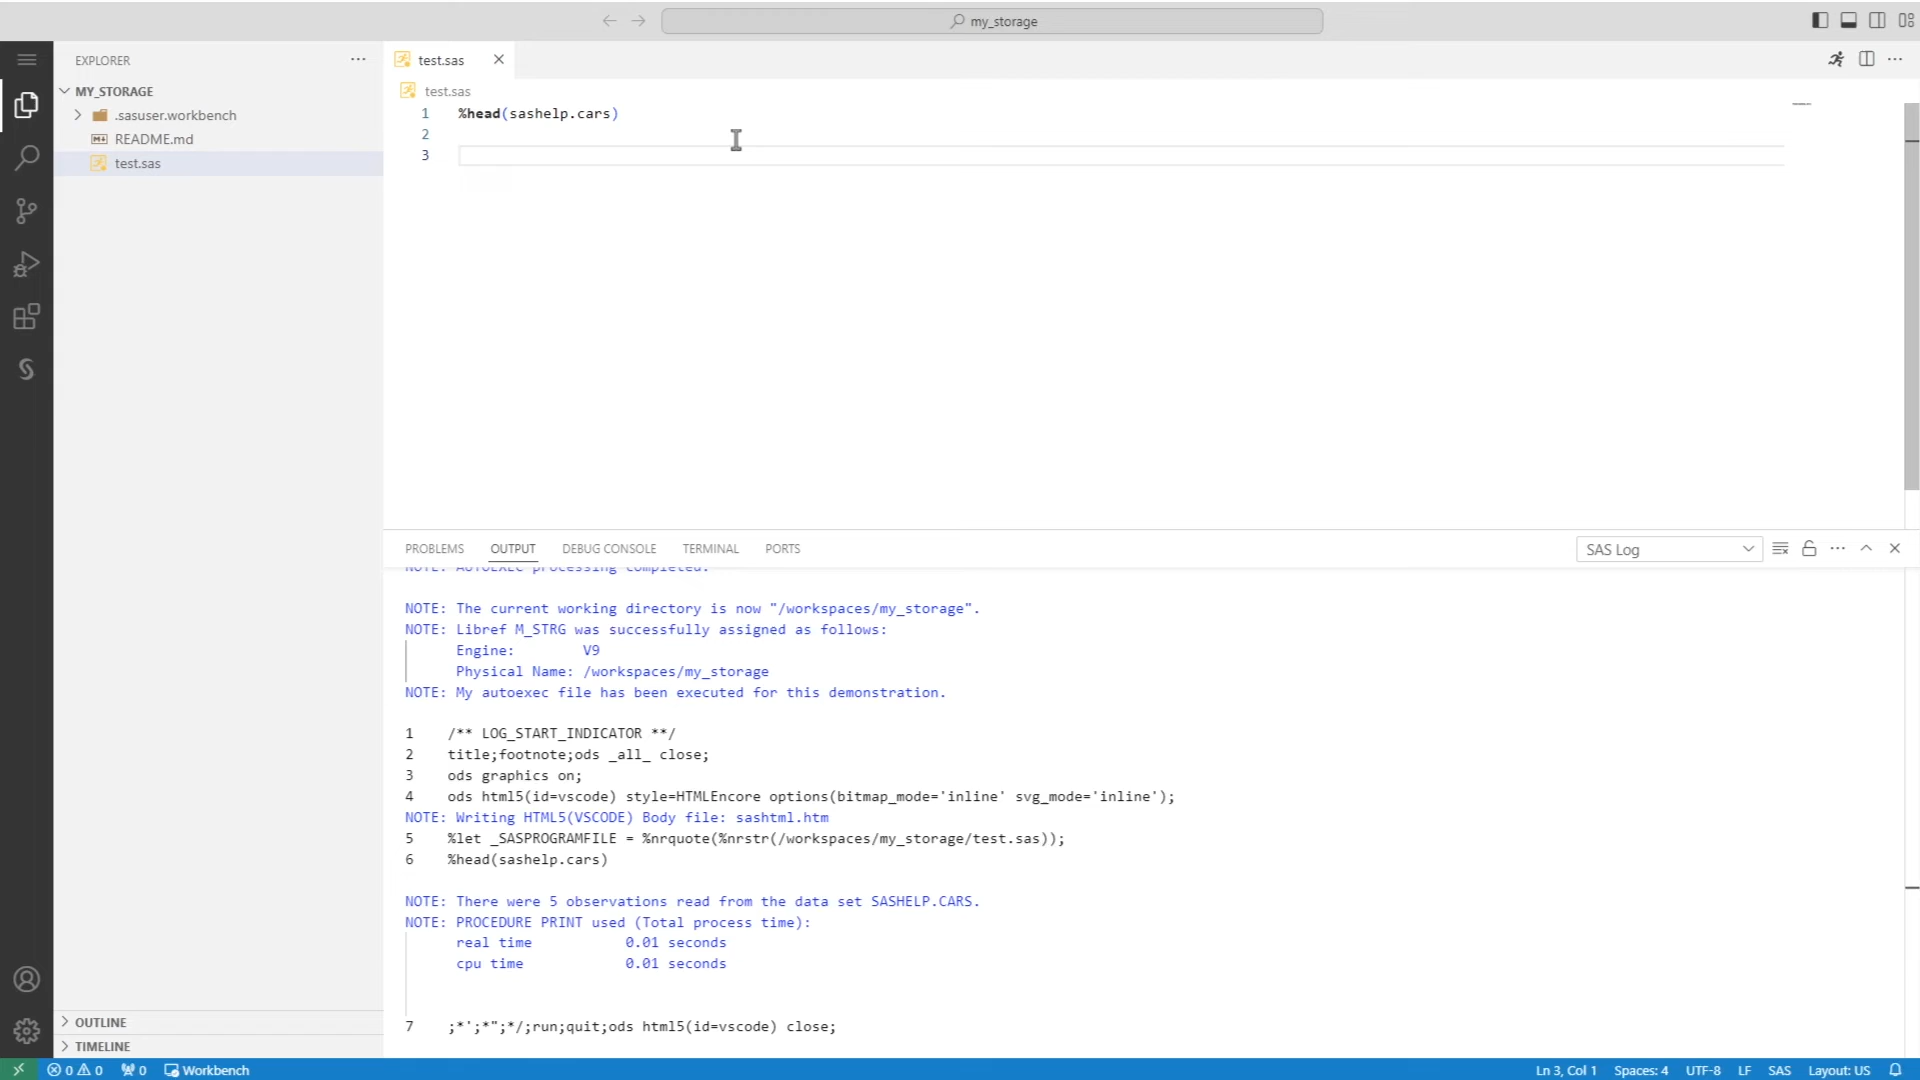 my_storage
EXPLORER
MY_STORAGE
.sasuser.workbench
README.md
test.sas
test.sas
test.sas
1 %head(sashelp.cars)
2
3
PROBLEMS OUTPUT DEBUG CONSOLE TERMINAL PORTS
SAS Log
NOTE: AUTOEXEC processing completed.
NOTE: The current working directory is now "/workspaces/my_storage".
NOTE: Libref M_STRG was successfully assigned as follows:
Engine: V9
Physical Name: /workspaces/my_storage
NOTE: My autoexec file has been executed for this demonstration.
1 /** LOG_START_INDICATOR **/
2 title;footnote;ods _all_ close;
3 ods graphics on;
4 ods html5(id=vscode) style=HTMLEncore options(bitmap_mode='inline' svg_mode='inline');
NOTE: Writing HTML5(VSCODE) Body file: sashtml.htm
5 %let _SASPROGRAMFILE = %nrquote(%nrstr(/workspaces/my_storage/test.sas));
6 %head(sashelp.cars)
NOTE: There were 5 observations read from the data set SASHELP.CARS.
NOTE: PROCEDURE PRINT used (Total process time):
real time 0.01 seconds
cpu time 0.01 seconds
7 ;*';*";*/;run;quit;ods html5(id=vscode) close;
OUTLINE
TIMELINE
0 0 0 Workbench
Ln 3, Col 1 Spaces: 4 UTF-8 LF SAS Layout: US